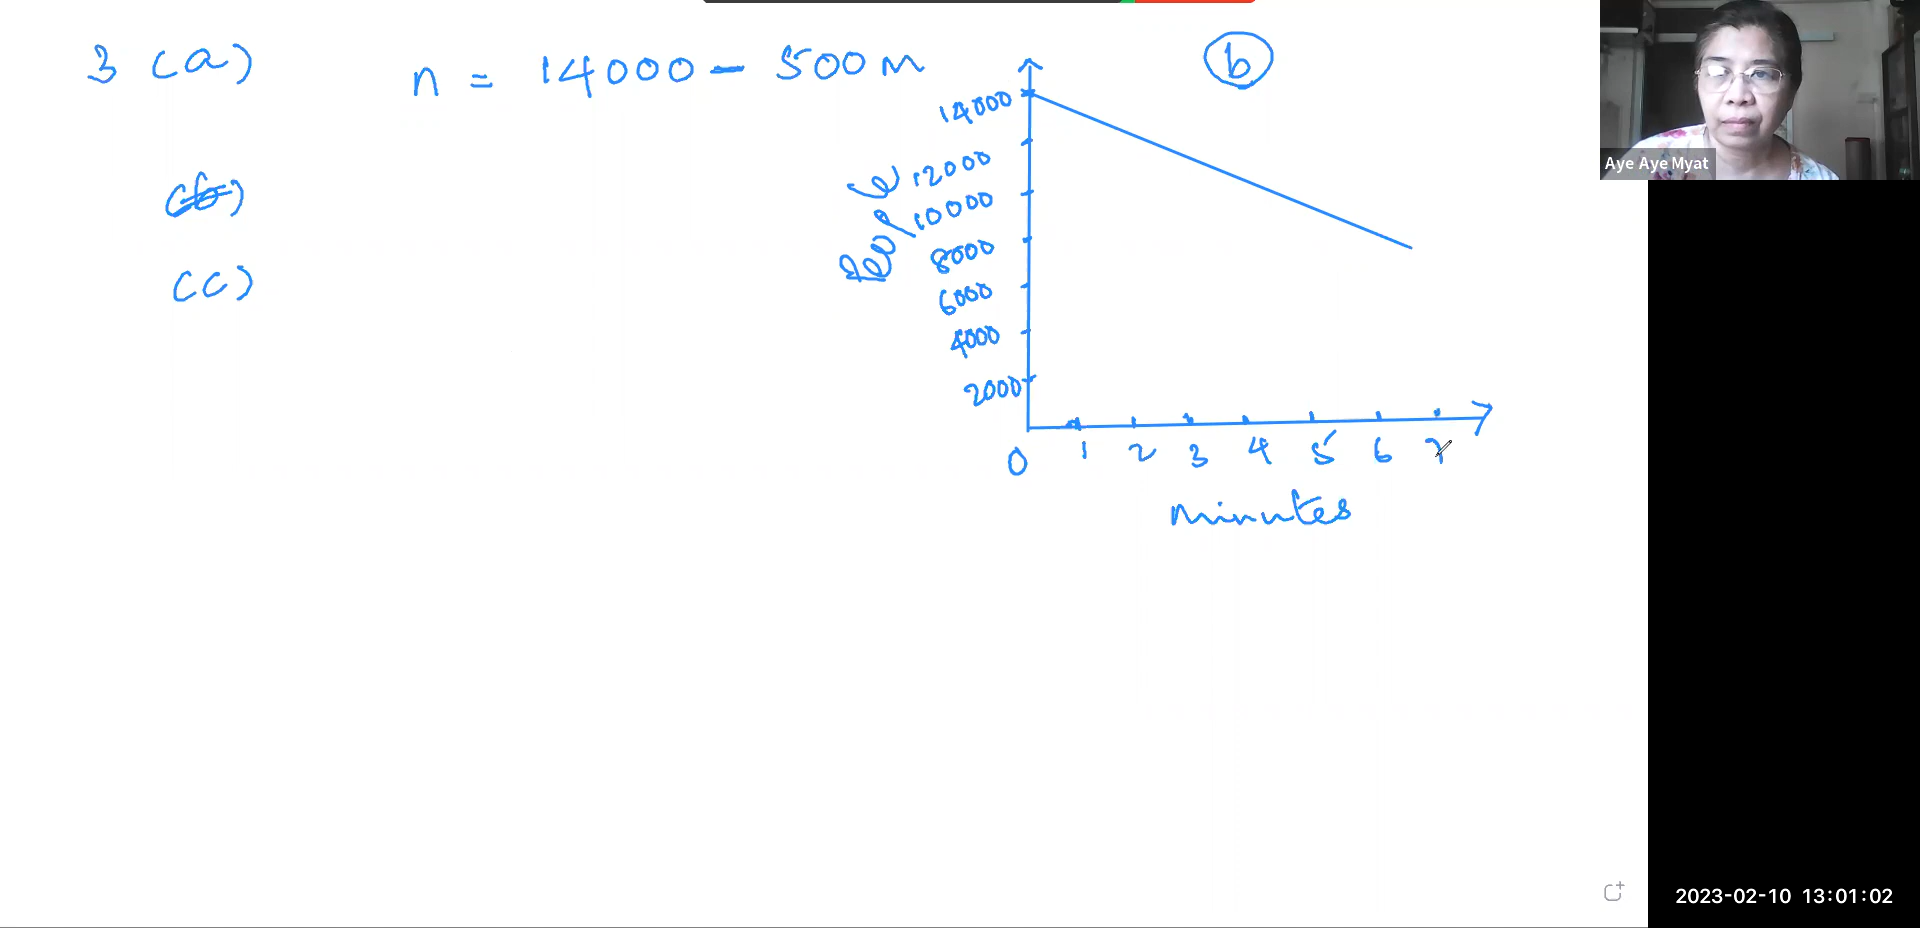 3 (a) n = 14000 - 500 m
(b)
(c)
b
14000
12000
10000
8000
6000
4000
2000
0 1 2 3 4 5 6 7
minutes
Aye Aye Myat
2023-02-10 13:01:02